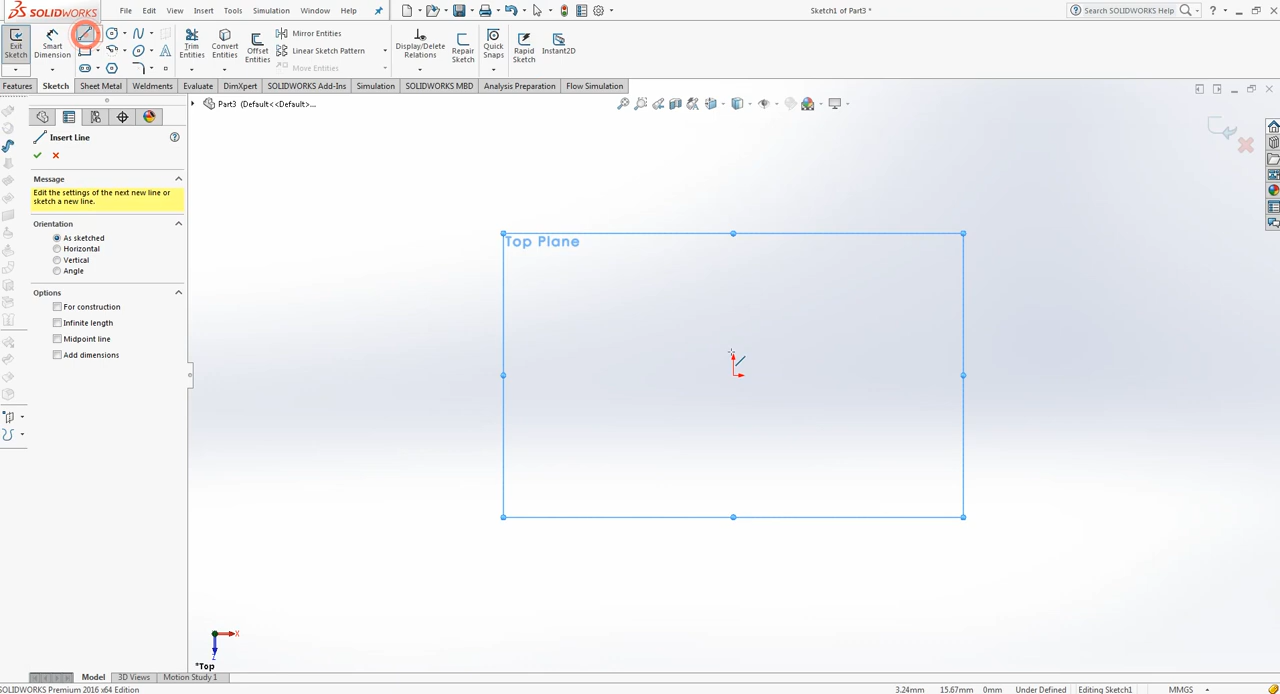 SOLIDWORKS
File Edit View Insert Tools Simulation Window Help
Sketch1 of Part3 *
Search SOLIDWORKS Help
Exit Sketch
Smart Dimension
Trim Entities
Convert Entities
Offset Entities
Mirror Entities
Linear Sketch Pattern
Move Entities
Display/Delete Relations
Repair Sketch
Quick Snaps
Rapid Sketch
Instant2D
Features Sketch Sheet Metal Weldments Evaluate DimXpert SOLIDWORKS Add-Ins Simulation SOLIDWORKS MBD Analysis Preparation Flow Simulation
Part3 (Default<<Default>...
Insert Line
Message
Edit the settings of the next new line or
sketch a new line.
Orientation
As sketched
Horizontal
Vertical
Angle
Options
For construction
Infinite length
Midpoint line
Add dimensions
Top Plane
X
Z
*Top
Model 3D Views Motion Study 1
SOLIDWORKS Premium 2016 x64 Edition
3.24mm 15.67mm 0mm Under Defined Editing Sketch1 MMGS